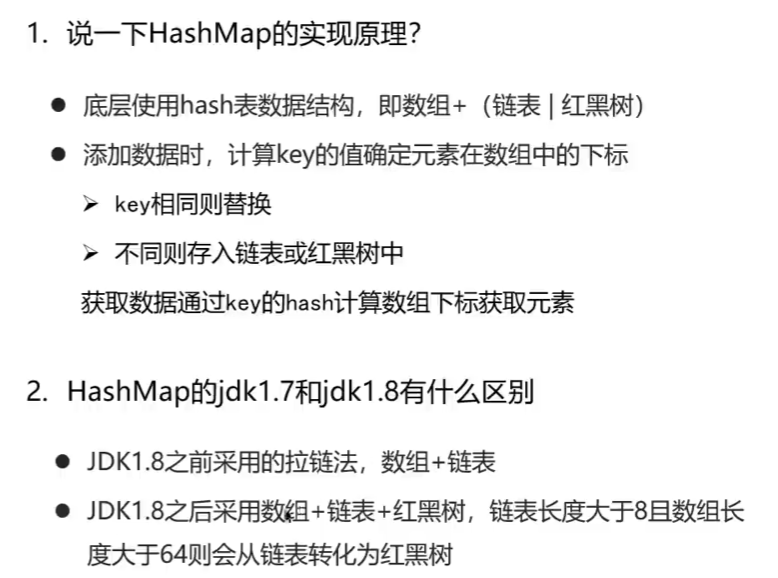 1. 说一下HashMap的实现原理？
● 底层使用hash表数据结构，即数组+（链表 | 红黑树）
● 添加数据时，计算key的值确定元素在数组中的下标
➢ key相同则替换
➢ 不同则存入链表或红黑树中
获取数据通过key的hash计算数组下标获取元素
2. HashMap的jdk1.7和jdk1.8有什么区别
● JDK1.8之前采用的拉链法，数组+链表
● JDK1.8之后采用数组+链表+红黑树，链表长度大于8且数组长
度大于64则会从链表转化为红黑树